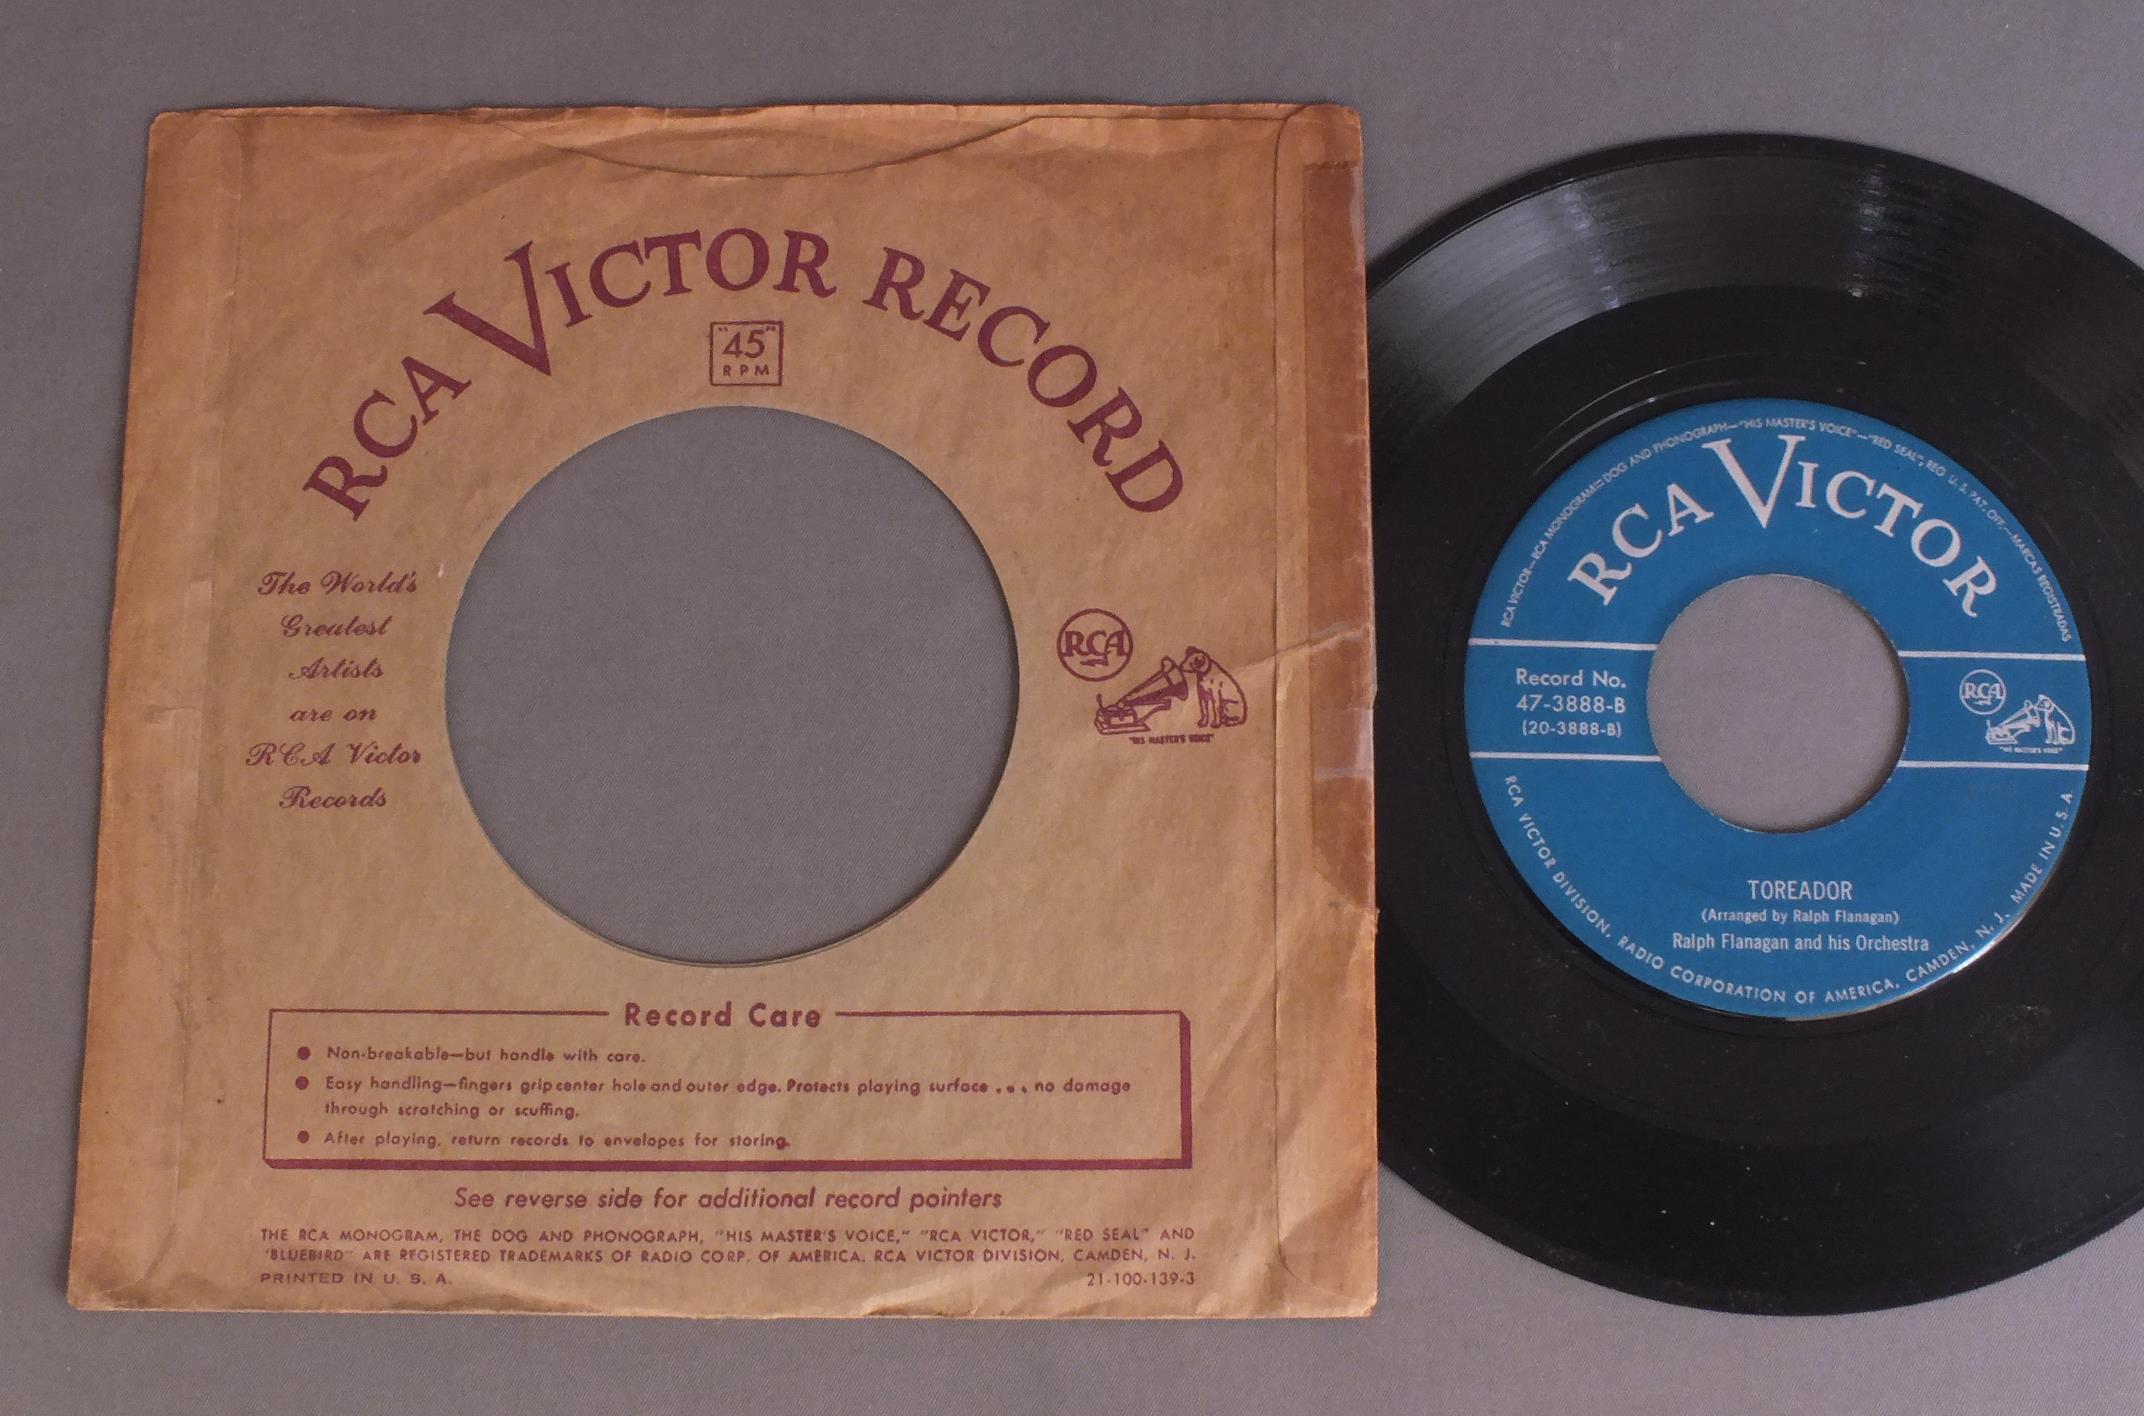 RCA VICTOR RECORD
"45"
RPM
The World's
Greatest
Artists
are on
RCA Victor
Records
RCA
"HIS MASTER'S VOICE"
Record Care
Non-breakable—but handle with care.
Easy handling—fingers grip center hole and outer edge. Protects playing surface . . . no damage
through scratching or scuffing.
After playing, return records to envelopes for storing.
See reverse side for additional record pointers
THE RCA MONOGRAM, THE DOG AND PHONOGRAPH, "HIS MASTER'S VOICE," "RCA VICTOR," "RED SEAL" AND
"BLUEBIRD" ARE REGISTERED TRADEMARKS OF RADIO CORP. OF AMERICA. RCA VICTOR DIVISION, CAMDEN, N. J.
PRINTED IN U. S. A. 21-100-139-3
RCA VICTOR—RCA MONOGRAM—DOG AND PHONOGRAPH—"HIS MASTER'S VOICE"—"RED SEAL", REG. U. S. PAT. OFF.—MARCAS REGISTRADAS
RCA VICTOR
Record No.
47-3888-B
(20-3888-B)
RCA
"HIS MASTER'S VOICE"
TOREADOR
(Arranged by Ralph Flanagan)
Ralph Flanagan and his Orchestra
RCA VICTOR DIVISION, RADIO CORPORATION OF AMERICA, CAMDEN, N. J. MADE IN U. S. A